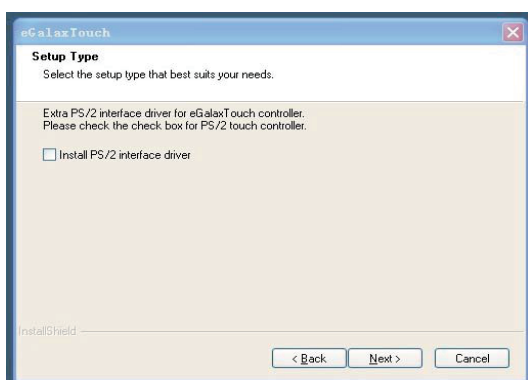 eGalaxTouch
Setup Type
Select the setup type that best suits your needs.
Extra PS/2 interface driver for eGalaxTouch controller.
Please check the check box for PS/2 touch controller.
Install PS/2 interface driver
InstallShield
< Back
Next >
Cancel